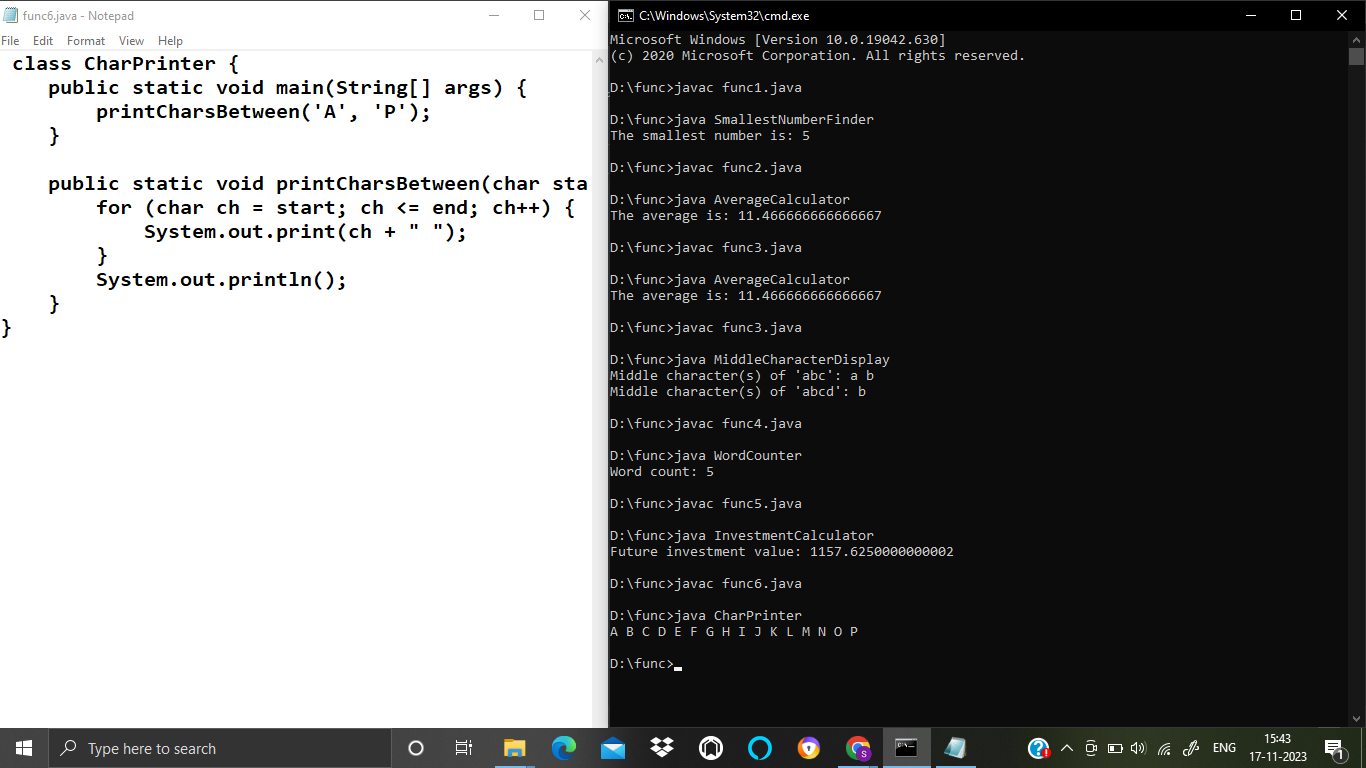 func6.java - Notepad
File Edit Format View Help
class CharPrinter {
    public static void main(String[] args) {
        printCharsBetween('A', 'P');
    }
    public static void printCharsBetween(char sta
        for (char ch = start; ch <= end; ch++) {
            System.out.print(ch + " ");
        }
        System.out.println();
    }
}
C:\Windows\System32\cmd.exe
Microsoft Windows [Version 10.0.19042.630]
(c) 2020 Microsoft Corporation. All rights reserved.
D:\func>javac func1.java
D:\func>java SmallestNumberFinder
The smallest number is: 5
D:\func>javac func2.java
D:\func>java AverageCalculator
The average is: 11.466666666666667
D:\func>javac func3.java
D:\func>java AverageCalculator
The average is: 11.466666666666667
D:\func>javac func3.java
D:\func>java MiddleCharacterDisplay
Middle character(s) of 'abc': a b
Middle character(s) of 'abcd': b
D:\func>javac func4.java
D:\func>java WordCounter
Word count: 5
D:\func>javac func5.java
D:\func>java InvestmentCalculator
Future investment value: 1157.6250000000002
D:\func>javac func6.java
D:\func>java CharPrinter
A B C D E F G H I J K L M N O P
D:\func>
Type here to search
ENG
15:43
17-11-2023
1